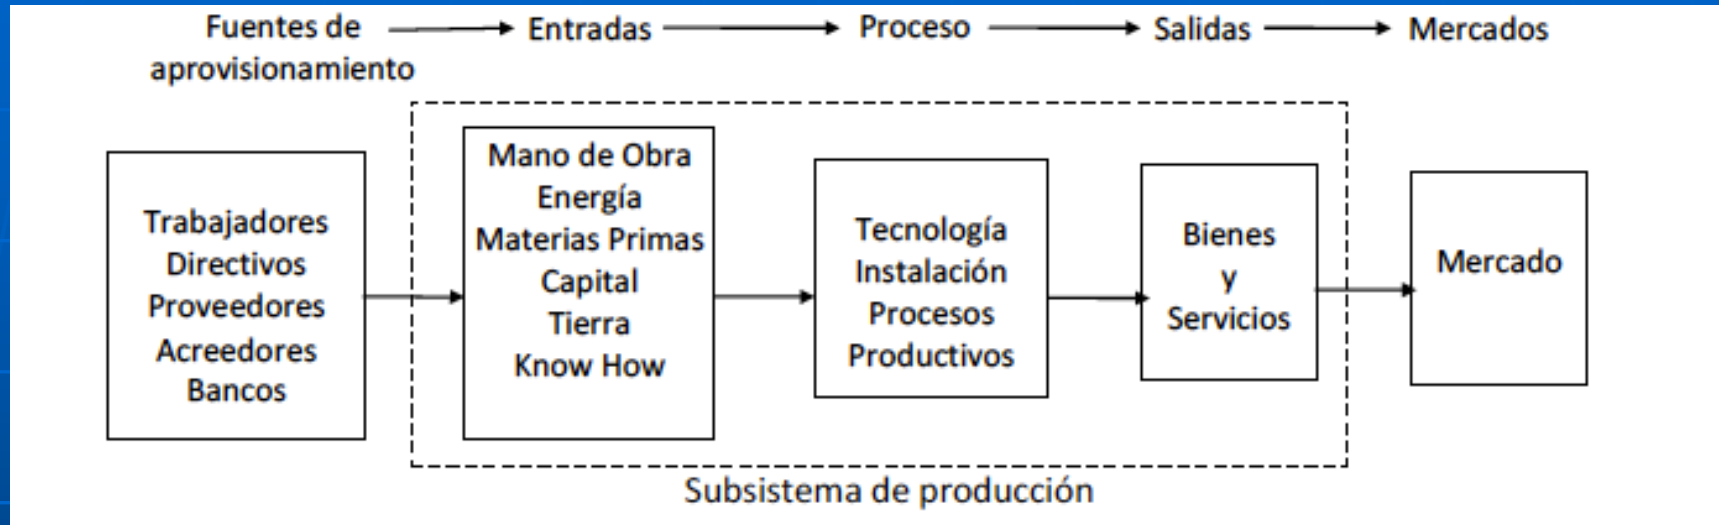 Fuentes de
aprovisionamiento
Entradas
Proceso
Salidas
Mercados
Trabajadores
Directivos
Proveedores
Acreedores
Bancos
Mano de Obra
Energía
Materias Primas
Capital
Tierra
Know How
Tecnología
Instalación
Procesos
Productivos
Bienes
y
Servicios
Mercado
Subsistema de producción